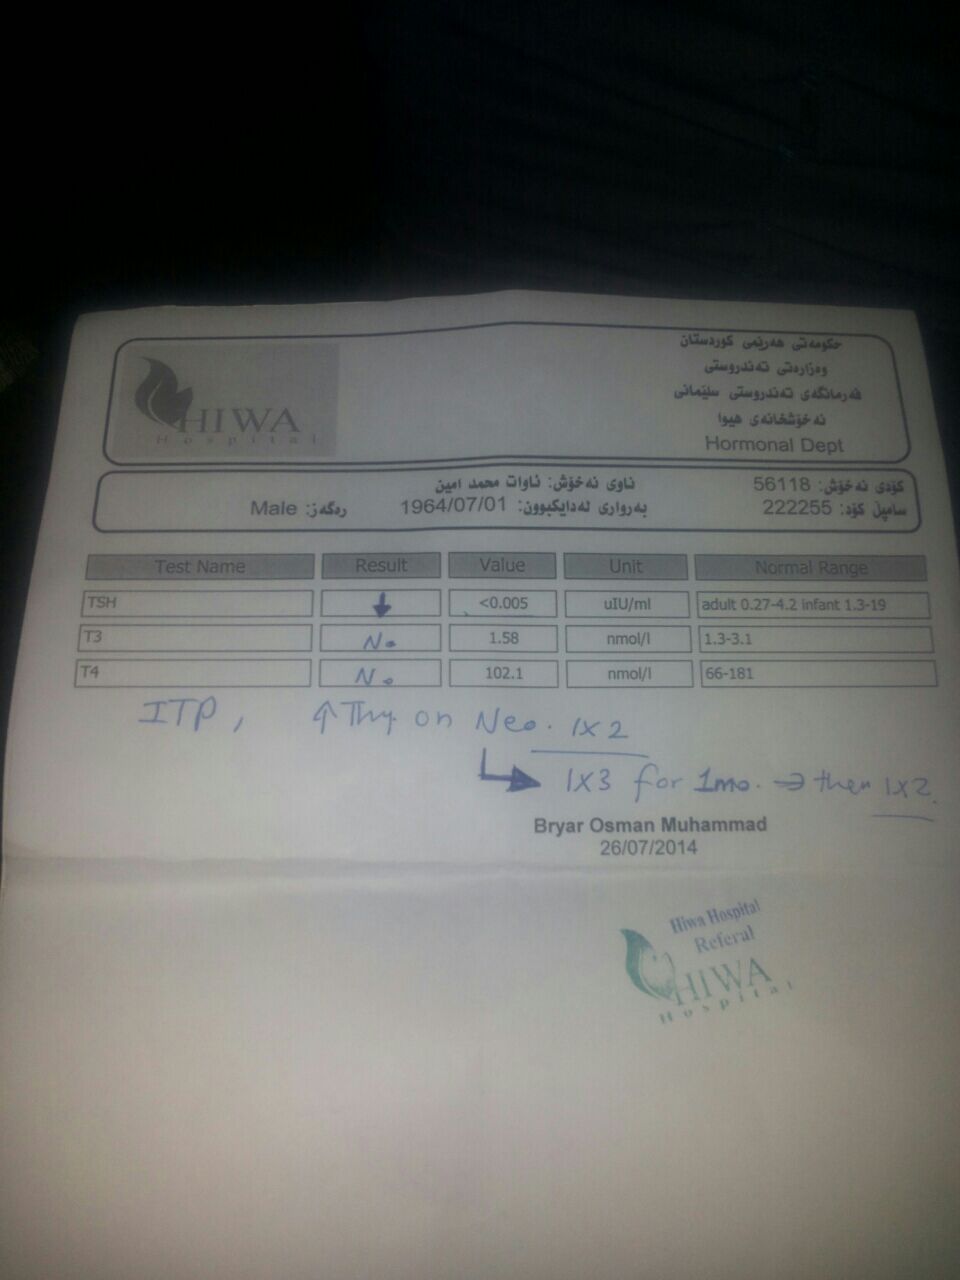 HIWA
Hospital
حکومەتی هەرێمی کوردستان
وەزارەتی تەندروستی
فەرمانگەی تەندروستی سلێمانی
نەخۆشخانەی هیوا
Hormonal Dept
کۆدی نەخۆش: 56118 ناوی نەخۆش: ئاوات محمد امین
سامپڵ کۆد: 222255 بەرواری لەدایکبوون: 1964/07/01 رەگەز: Male
Test Name Result Value Unit Normal Range
TSH ↓ <0.005 uIU/ml adult 0.27-4.2 infant 1.3-19
T3 No 1.58 nmol/l 1.3-3.1
T4 No 102.1 nmol/l 66-181
ITP, ↑Thy. on Neo. 1x2
↳ 1x3 for 1mo. → then 1x2.
Bryar Osman Muhammad
26/07/2014
Hiwa Hospital
Referal
HIWA
Hospital